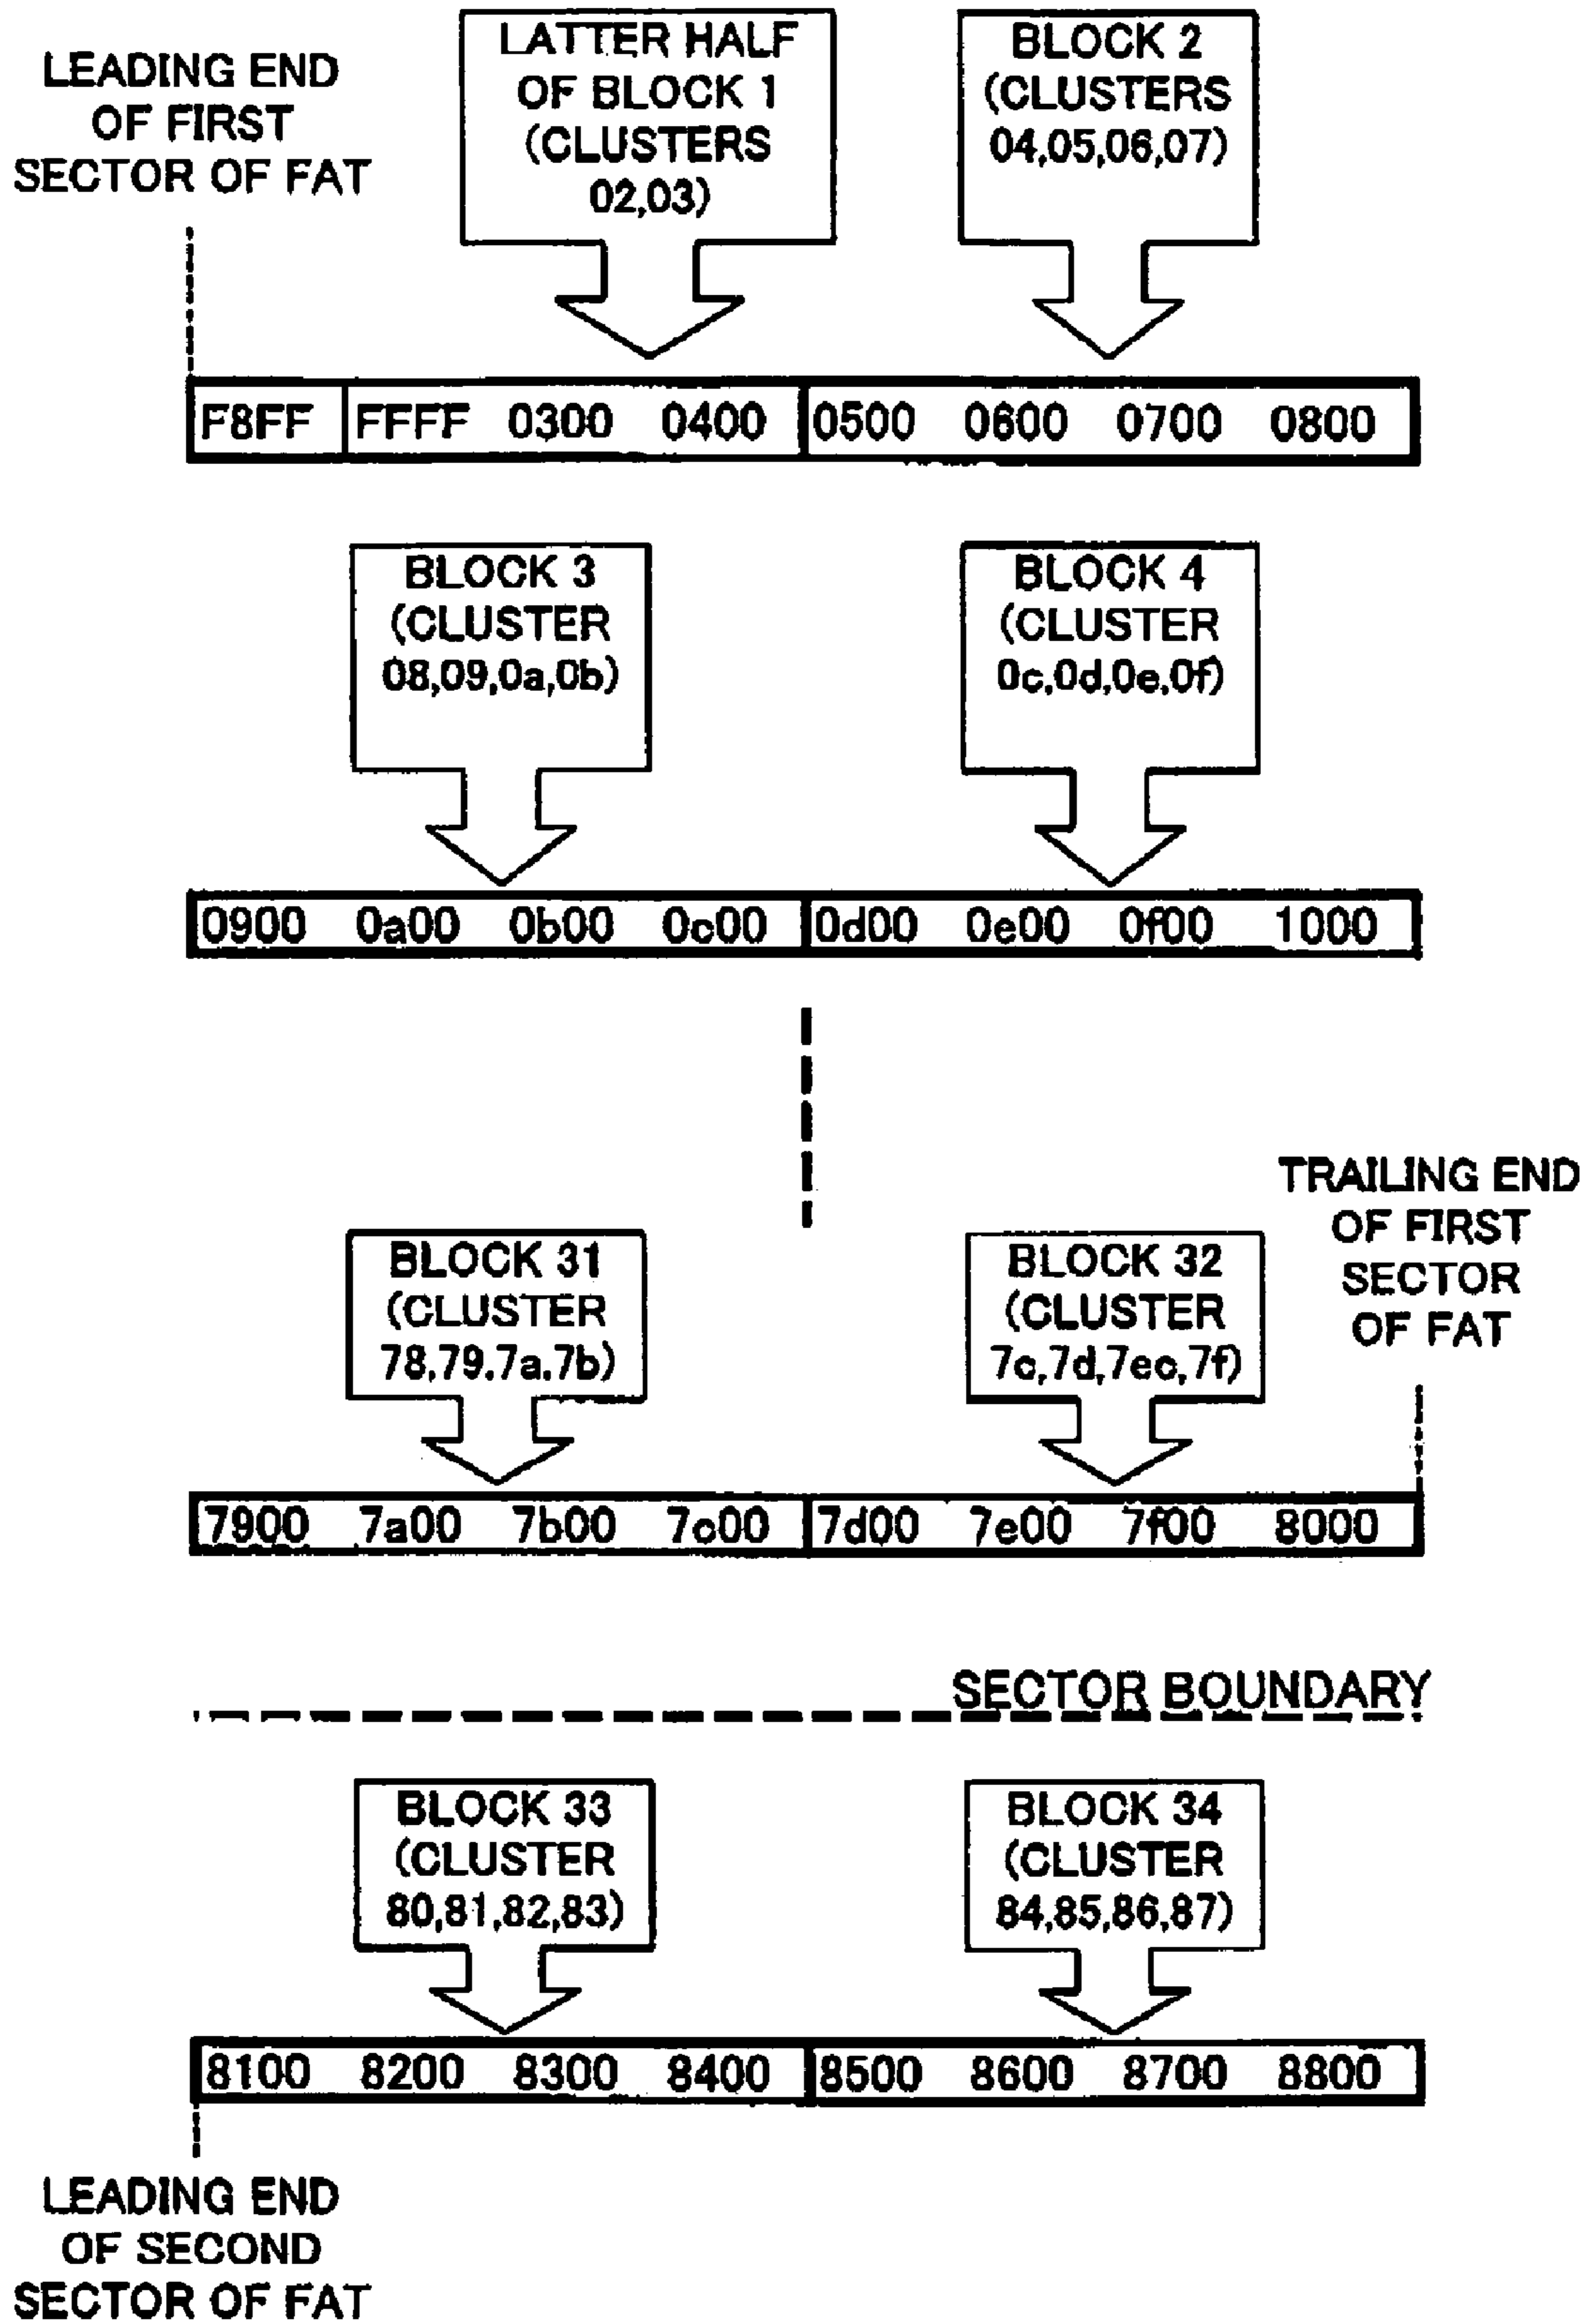 LEADING END
OF FIRST
SECTOR OF FAT
LATTER HALF
OF BLOCK 1
(CLUSTERS
02,03)
BLOCK 2
(CLUSTERS
04,05,06,07)
F8FF FFFF 0300 0400 0500 0600 0700 0800
BLOCK 3
(CLUSTER
08,09,0a,0b)
BLOCK 4
(CLUSTER
0c,0d,0e,0f)
0900 0a00 0b00 0c00 0d00 0e00 0f00 1000
TRAILING END
OF FIRST
SECTOR
OF FAT
BLOCK 31
(CLUSTER
78,79,7a,7b)
BLOCK 32
(CLUSTER
7c,7d,7ec,7f)
7900 7a00 7b00 7c00 7d00 7e00 7f00 8000
SECTOR BOUNDARY
BLOCK 33
(CLUSTER
80,81,82,83)
BLOCK 34
(CLUSTER
84,85,86,87)
8100 8200 8300 8400 8500 8600 8700 8800
LEADING END
OF SECOND
SECTOR OF FAT